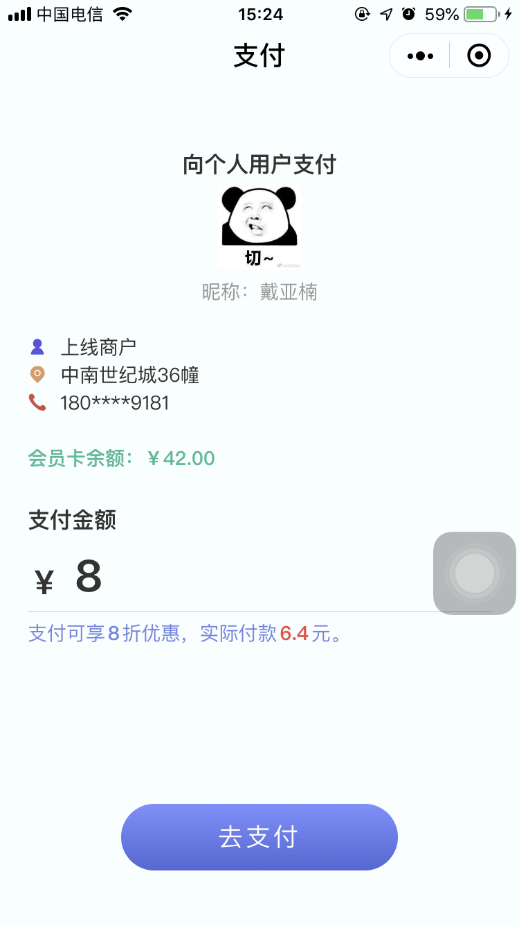 中国电信
15:24
59%
支付
向个人用户支付
切~
昵称：戴亚楠
上线商户
中南世纪城36幢
180****9181
会员卡余额：￥42.00
支付金额
￥ 8
支付可享8折优惠，实际付款6.4元。
去支付